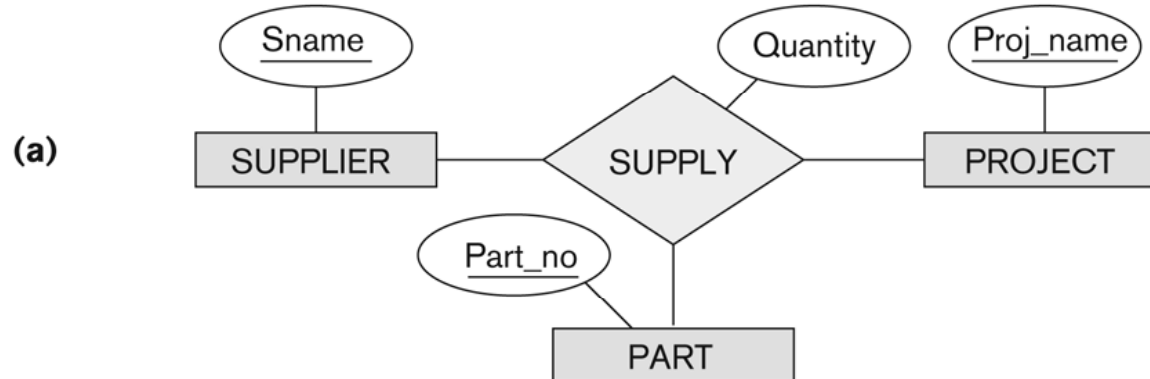 Sname
Quantity
Proj_name
(a)
SUPPLIER
SUPPLY
PROJECT
Part_no
PART